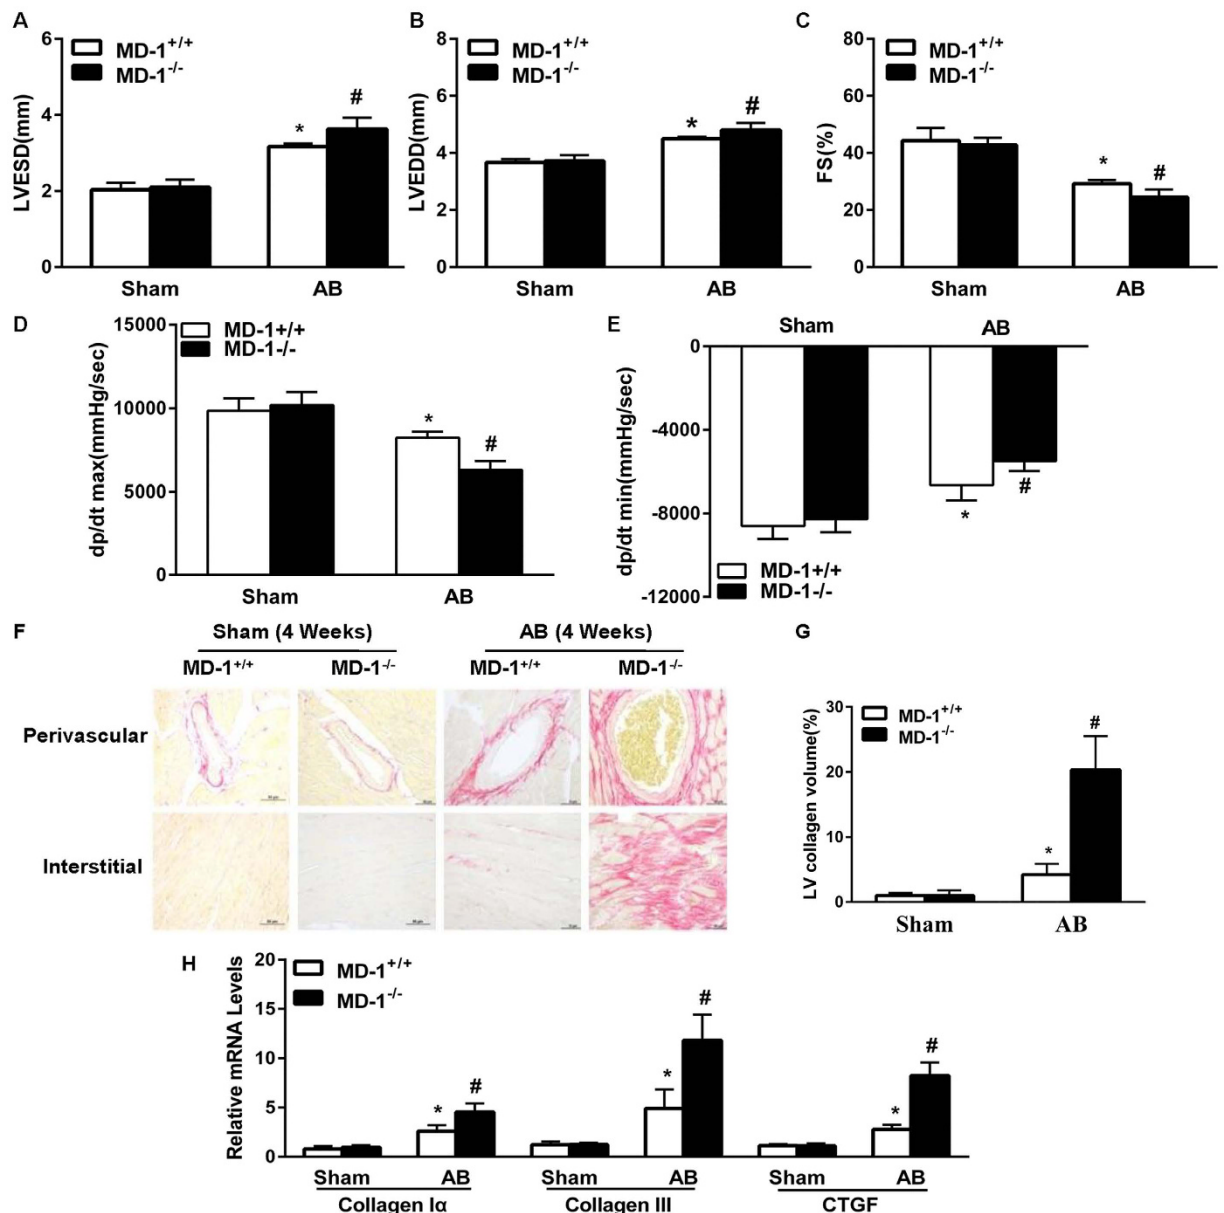 A
6
4
2
0
LVESD(mm)
MD-1+/+
MD-1-/-
*
#
Sham
AB
B
8
6
4
2
0
LVEDD(mm)
MD-1+/+
MD-1-/-
*
#
Sham
AB
C
80
60
40
20
0
FS(%)
MD-1+/+
MD-1-/-
*
#
Sham
AB
D
15000
10000
5000
0
dp/dt max(mmHg/sec)
MD-1+/+
MD-1-/-
*
#
Sham
AB
E
Sham
AB
0
-4000
-8000
-12000
dp/dt min(mmHg/sec)
*
#
MD-1+/+
MD-1-/-
F
Sham (4 Weeks)
AB (4 Weeks)
MD-1+/+
MD-1-/-
MD-1+/+
MD-1-/-
Perivascular
Interstitial
G
30
20
10
0
LV collagen volume(%)
MD-1+/+
MD-1-/-
*
#
Sham
AB
H
20
15
10
5
0
Relative mRNA Levels
MD-1+/+
MD-1-/-
*
#
*
#
*
#
Sham
AB
Sham
AB
Sham
AB
Collagen Iα
Collagen III
CTGF